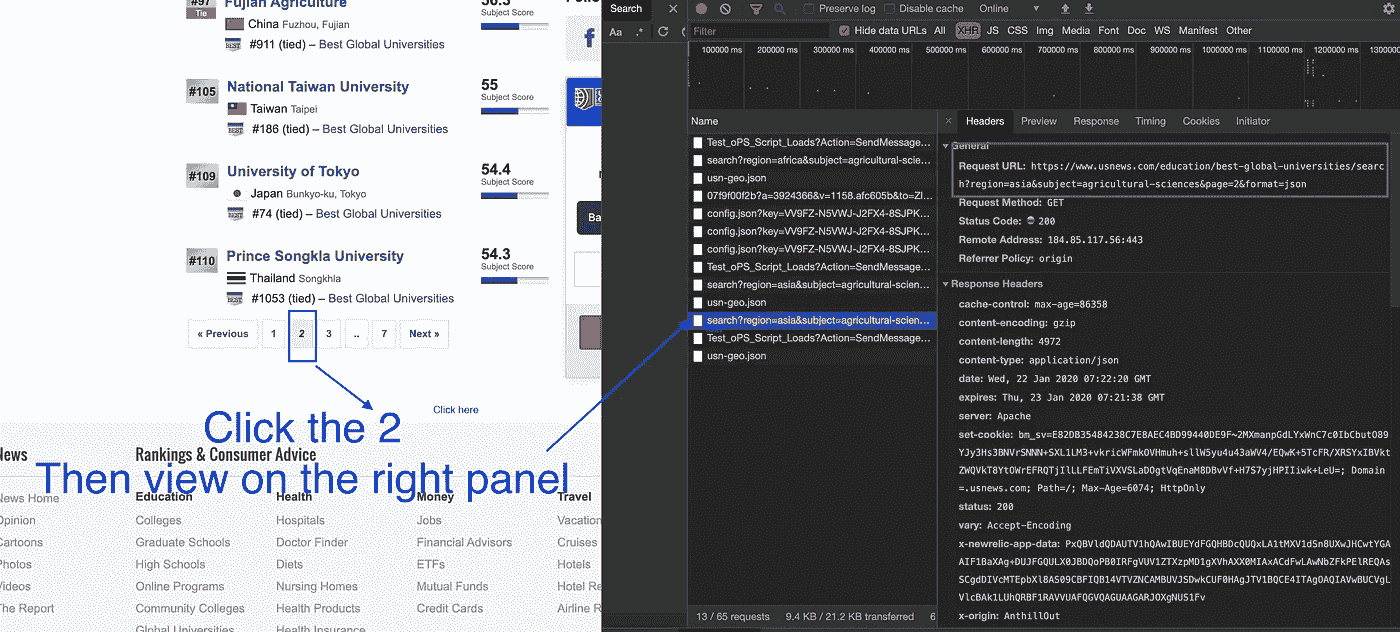 #97
Tie
Fujian Agriculture
China Fuzhou, Fujian
#911 (tied) – Best Global Universities
56.3
Subject Score
#105
National Taiwan University
Taiwan Taipei
#186 (tied) – Best Global Universities
55
Subject Score
#109
University of Tokyo
Japan Bunkyo-ku, Tokyo
#74 (tied) – Best Global Universities
54.4
Subject Score
#110
Prince Songkla University
Thailand Songkhla
#1053 (tied) – Best Global Universities
54.3
Subject Score
Ba
« Previous 1 2 3 .. 7 Next »
Click here
Click the 2
Then view on the right panel
News
News Home
Opinion
Cartoons
Photos
Videos
The Report
Rankings & Consumer Advice
Education
Colleges
Graduate Schools
High Schools
Online Programs
Community Colleges
Global Universities
Health
Hospitals
Doctor Finder
Diets
Nursing Homes
Health Products
Health Insurance
Money
Jobs
Financial Advisors
ETFs
Mutual Funds
Credit Cards
Travel
Vacation
Cruises
Hotels
Hotel Re
Airline R
Search
Aa .*
Preserve log Disable cache Online
Filter Hide data URLs All XHR JS CSS Img Media Font Doc WS Manifest Other
100000 ms 200000 ms 300000 ms 400000 ms 500000 ms 600000 ms 700000 ms 800000 ms 900000 ms 1000000 ms 1100000 ms 1200000 ms 130000
Name
Test_oPS_Script_Loads?Action=SendMessage...
search?region=africa&subject=agricultural-scie...
usn-geo.json
07f9f00f2b?a=3924366&v=1158.afc605b&to=Zl...
config.json?key=VV9FZ-N5VWJ-J2FX4-8SJPK...
config.json?key=VV9FZ-N5VWJ-J2FX4-8SJPK...
config.json?key=VV9FZ-N5VWJ-J2FX4-8SJPK...
Test_oPS_Script_Loads?Action=SendMessage...
search?region=asia&subject=agricultural-scien...
usn-geo.json
search?region=asia&subject=agricultural-scien...
Test_oPS_Script_Loads?Action=SendMessage...
usn-geo.json
13 / 65 requests 9.4 KB / 21.2 KB transferred 6
Headers Preview Response Timing Cookies Initiator
General
Request URL: https://www.usnews.com/education/best-global-universities/searc
h?region=asia&subject=agricultural-sciences&page=2&format=json
Request Method: GET
Status Code: 200
Remote Address: 184.85.117.56:443
Referrer Policy: origin
Response Headers
cache-control: max-age=86358
content-encoding: gzip
content-length: 4972
content-type: application/json
date: Wed, 22 Jan 2020 07:22:20 GMT
expires: Thu, 23 Jan 2020 07:21:38 GMT
server: Apache
set-cookie:
Domain
=.usnews.com; Path=/; Max-Age=6074; HttpOnly
status: 200
vary: Accept-Encoding
x-newrelic-app-data:
x-origin: AnthillOut